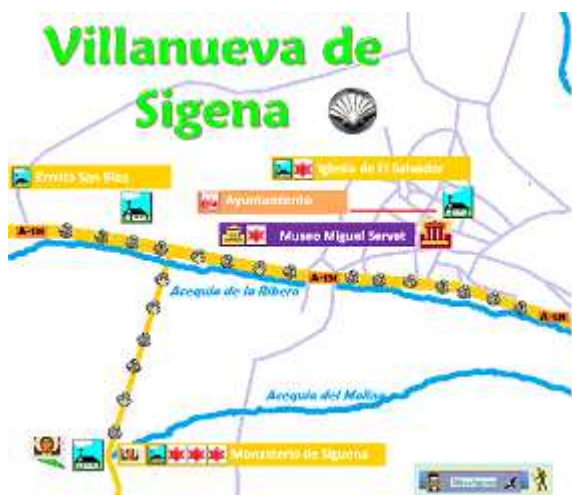 Villanueva de
Sigena
Ermita San Blas
Iglesia de El Salvador
Ayuntamiento
Museo Miguel Servet
A-131
A-131
A-131
Acequia de la Ribera
Acequia del Molino
Monasterio de Siguena